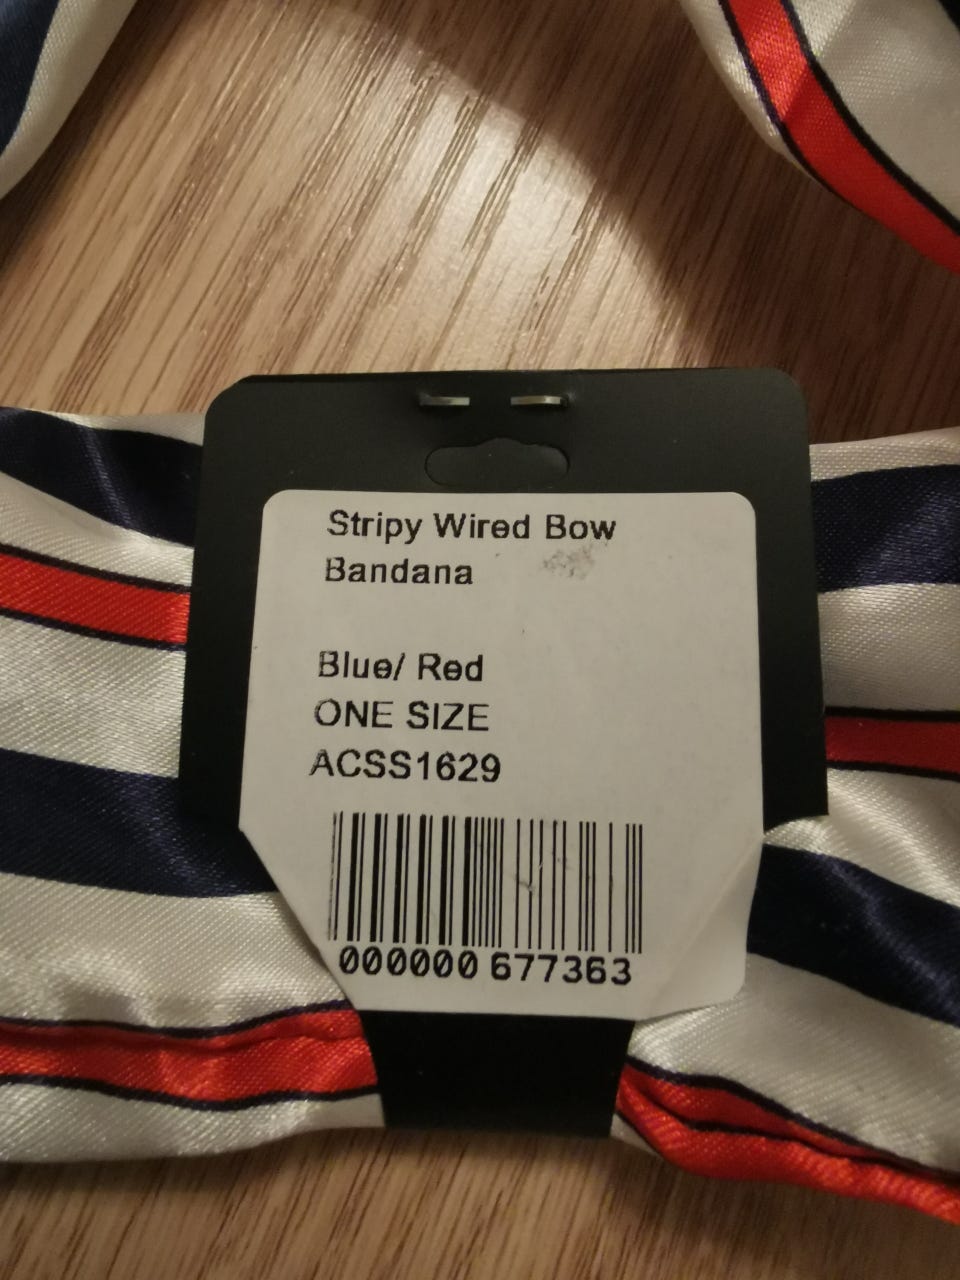 Stripy Wired Bow
Bandana
Blue/ Red
ONE SIZE
ACSS1629
000000 677363